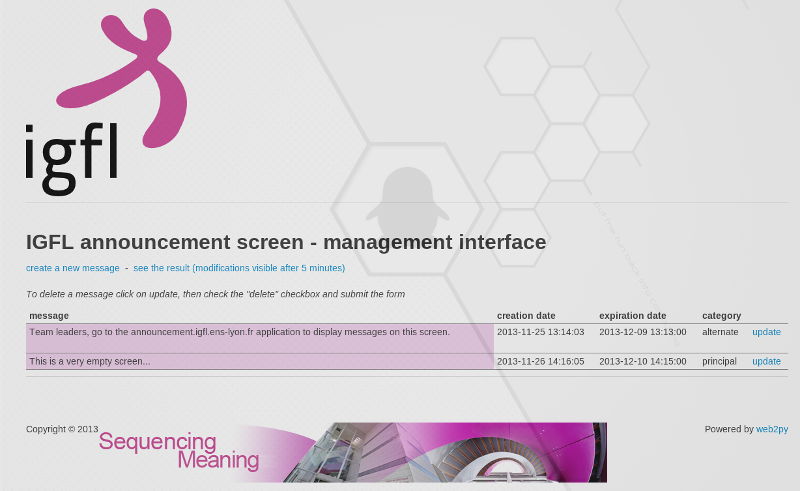 igfl
IGFL announcement screen - management interface
create a new message - see the result (modifications visible after 5 minutes)
To delete a message click on update, then check the "delete" checkbox and submit the form
message creation date expiration date category
Team leaders, go to the announcement.igfl.ens-lyon.fr application to display messages on this screen. 2013-11-25 13:14:03 2013-12-09 13:13:00 alternate update
This is a very empty screen... 2013-11-26 14:16:05 2013-12-10 14:15:00 principal update
Copyright © 2013
Sequencing
Meaning
Powered by web2py